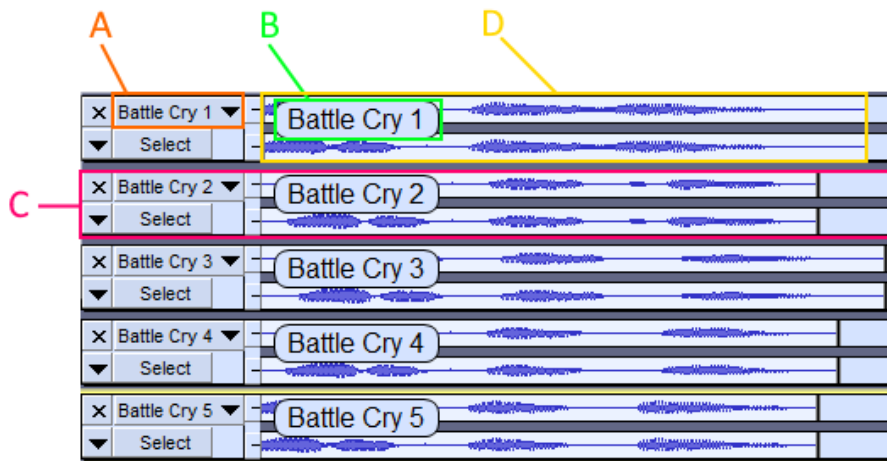 A B D
Battle Cry 1 Battle Cry 1
Select
C
Battle Cry 2 Battle Cry 2
Select
Battle Cry 3 Battle Cry 3
Select
Battle Cry 4 Battle Cry 4
Select
Battle Cry 5 Battle Cry 5
Select